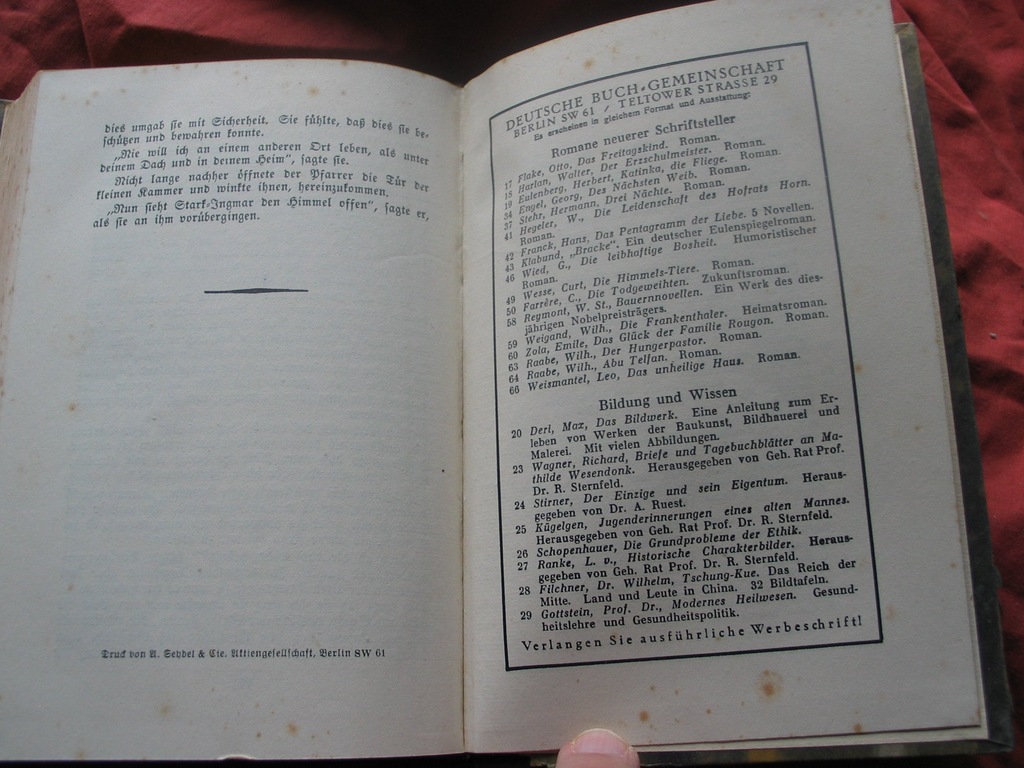 dies umgab sie mit Sicherheit. Sie fühlte, daß dies sie be-
schützen und bewahren konnte.
„Nie will ich an einem anderen Ort leben, als unter
deinem Dach und in deinem Heim“, sagte sie.
Nicht lange nachher öffnete der Pfarrer die Tür der
kleinen Kammer und winkte ihnen, hereinzukommen.
„Nun sieht Stark-Ingmar den Himmel offen“, sagte er,
als sie an ihm vorübergingen.
Druck von A. Seydel & Cie. Aktiengesellschaft, Berlin SW 61
DEUTSCHE BUCH-GEMEINSCHAFT
BERLIN SW 61 / TELTOWER STRASSE 29
Es erscheinen in gleichem Format und Ausstattung:
Romane neuerer Schriftsteller
17 Flake, Otto, Das Freitagskind. Roman.
18 Harlan, Walter, Der Erzschulmeister. Roman.
19 Eulenberg, Herbert, Katinka, die Fliege. Roman.
34 Engel, Georg, Des Nächsten Weib. Roman.
37 Stehr, Hermann, Drei Nächte. Roman.
41 Hegeler, W., Die Leidenschaft des Hofrats Horn.
Roman.
42 Franck, Hans, Das Pentagramm der Liebe. 5 Novellen.
43 Klabund, „Bracke“. Ein deutscher Eulenspiegelroman.
46 Wied, G., Die leibhaftige Bosheit. Humoristischer
Roman.
49 Wesse, Curt, Die Himmels-Tiere. Roman.
50 Farrère, C., Die Todgeweihten. Zukunftsroman.
58 Reymont, W. St., Bauernnovellen. Ein Werk des dies-
jährigen Nobelpreisträgers.
59 Weigand, Wilh., Die Frankenthaler. Heimatsroman.
60 Zola, Emile, Das Glück der Familie Rougon. Roman.
63 Raabe, Wilh., Der Hungerpastor. Roman.
64 Raabe, Wilh., Abu Telfan. Roman.
66 Weismantel, Leo, Das unheilige Haus. Roman.
Bildung und Wissen
20 Deri, Max, Das Bildwerk. Eine Anleitung zum Er-
leben von Werken der Baukunst, Bildhauerei und
Malerei. Mit vielen Abbildungen.
23 Wagner, Richard, Briefe und Tagebuchblätter an Ma-
thilde Wesendonk. Herausgegeben von Geh. Rat Prof.
Dr. R. Sternfeld.
24 Stirner, Der Einzige und sein Eigentum. Heraus-
gegeben von Dr. A. Ruest.
25 Kügelgen, Jugenderinnerungen eines alten Mannes.
Herausgegeben von Geh. Rat Prof. Dr. R. Sternfeld.
26 Schopenhauer, Die Grundprobleme der Ethik.
27 Ranke, L. v., Historische Charakterbilder. Heraus-
gegeben von Geh. Rat Prof. Dr. R. Sternfeld.
28 Filchner, Dr. Wilhelm, Tschung-Kue. Das Reich der
Mitte. Land und Leute in China. 32 Bildtafeln.
29 Gottstein, Prof. Dr., Modernes Heilwesen. Gesund-
heitslehre und Gesundheitspolitik.
Verlangen Sie ausführliche Werbeschrift!